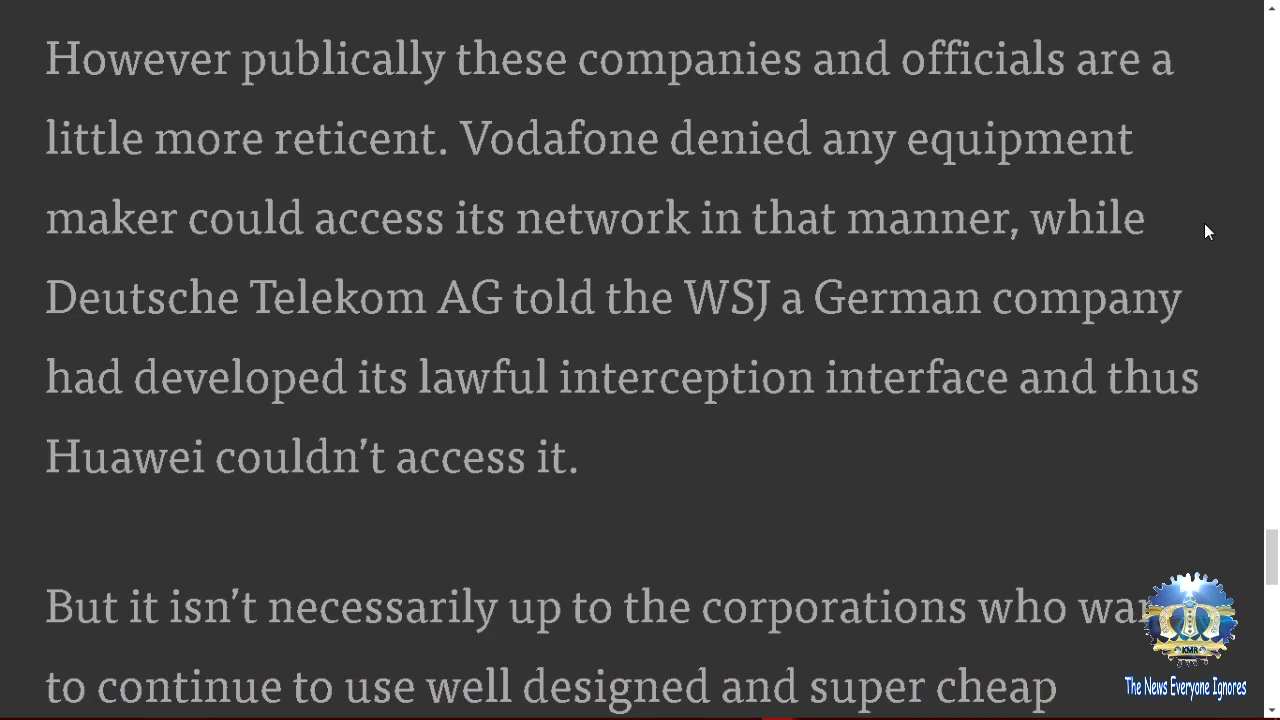 However publically these companies and officials are a
little more reticent. Vodafone denied any equipment
maker could access its network in that manner, while
Deutsche Telekom AG told the WSJ a German company
had developed its lawful interception interface and thus
Huawei couldn’t access it.
But it isn’t necessarily up to the corporations who
to continue to use well designed and super cheap
KMR
The News Everyone Ignores